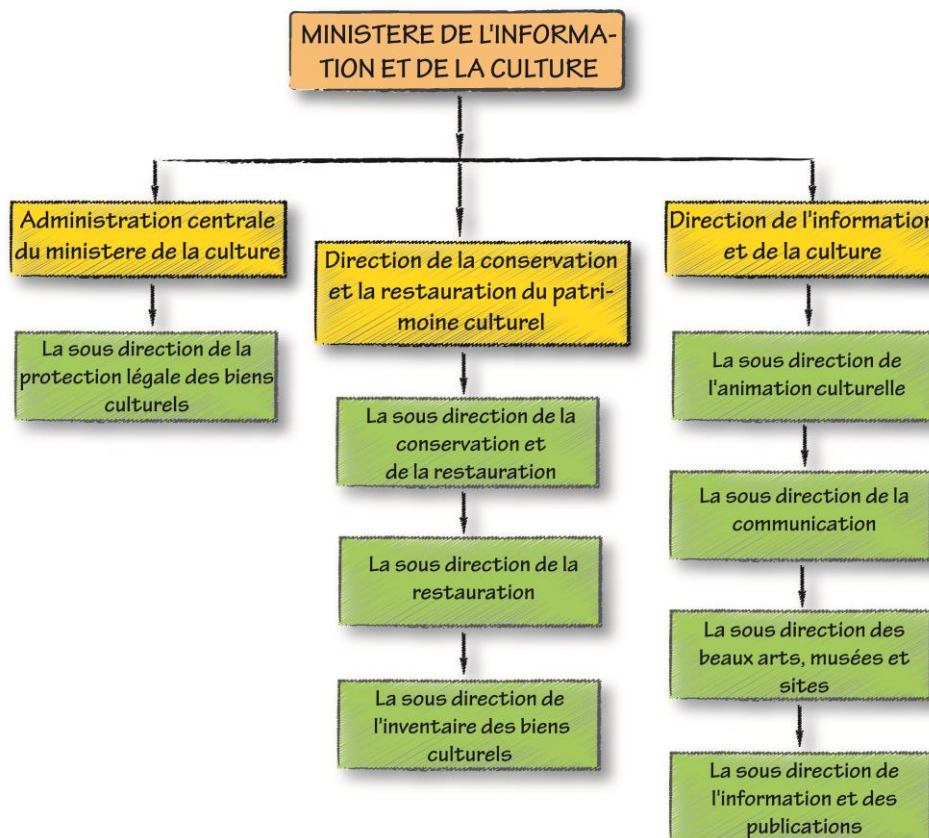 MINISTERE DE L'INFORMA-
TION ET DE LA CULTURE
Administration centrale
du ministere de la culture
La sous direction de la
protection légale des biens
culturels
Direction de la conservation
et la restauration du patri-
moine culturel
La sous direction de la
conservation et
de la restauration
La sous direction de la
restauration
La sous direction de
l'inventaire des biens
culturels
Direction de l'information
et de la culture
La sous direction de
l'animation culturelle
La sous direction de la
communication
La sous direction des
beaux arts, musées et
sites
La sous direction de
l'information et des
publications